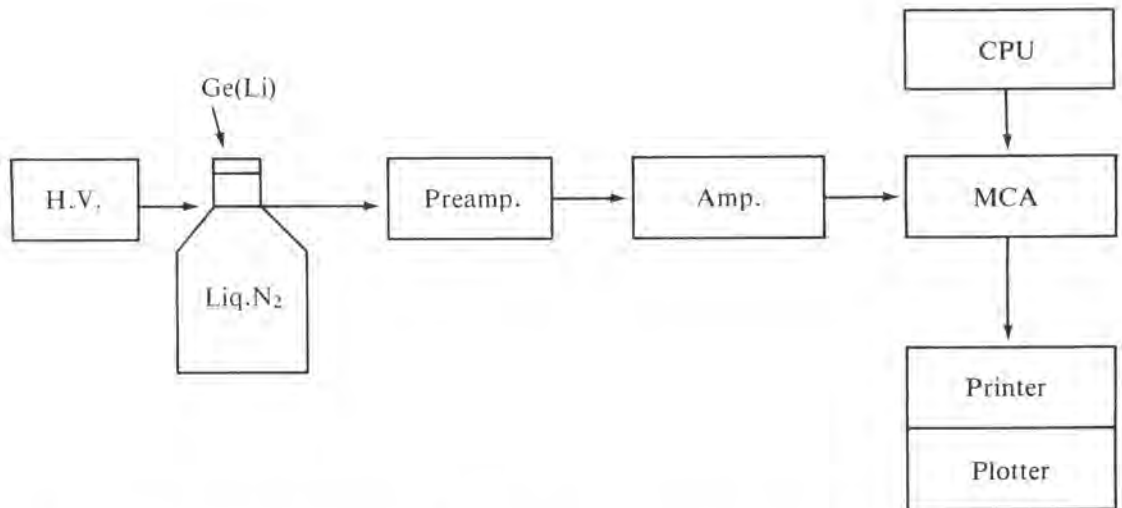 CPU
Ge(Li)
H.V.
Preamp.
Amp.
MCA
Liq.N₂
Printer
Plotter